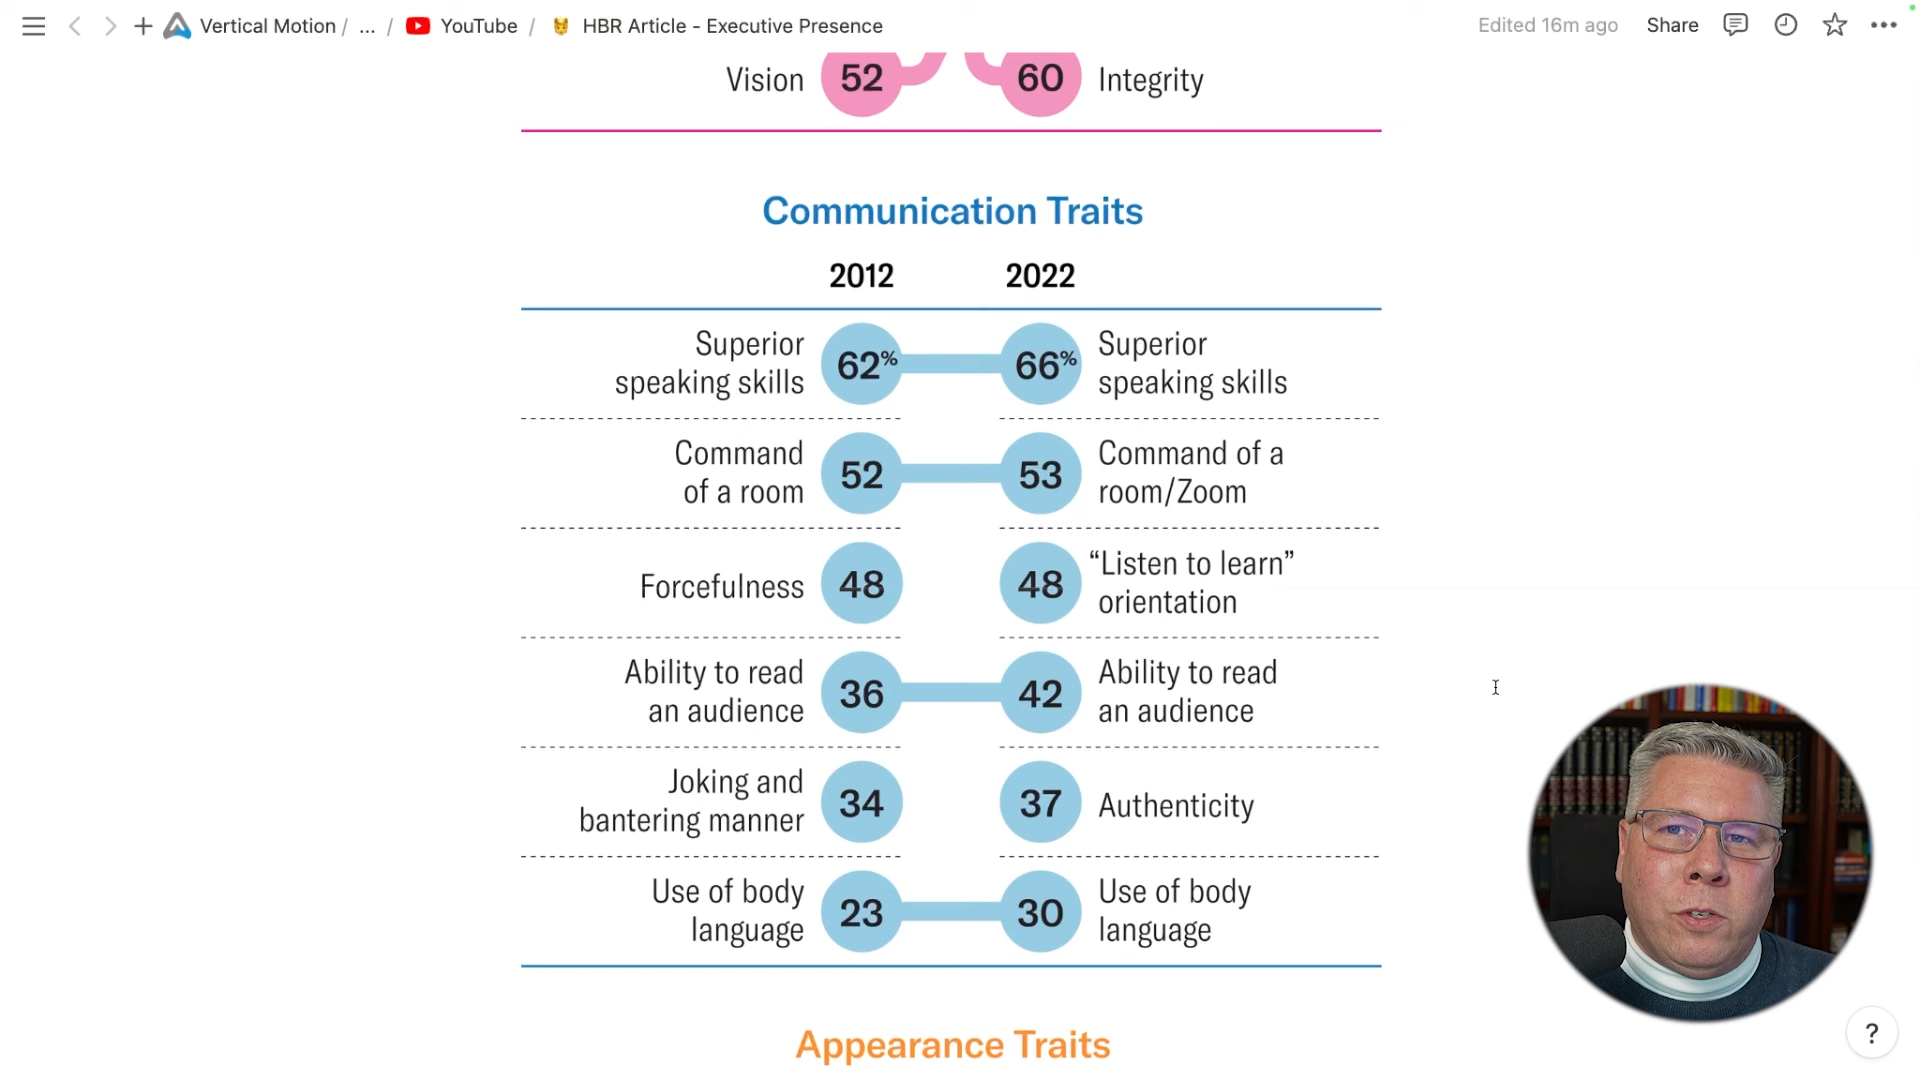 Vertical Motion / ... / YouTube / HBR Article - Executive Presence
Edited 16m ago Share
Vision 52 60 Integrity
Communication Traits
2012 2022
Superior
speaking skills
62% 66%
Superior
speaking skills
Command
of a room
52 53
Command of a
room/Zoom
Forcefulness 48 48
“Listen to learn”
orientation
Ability to read
an audience
36 42
Ability to read
an audience
Joking and
bantering manner
34 37 Authenticity
Use of body
language
23 30
Use of body
language
Appearance Traits
?